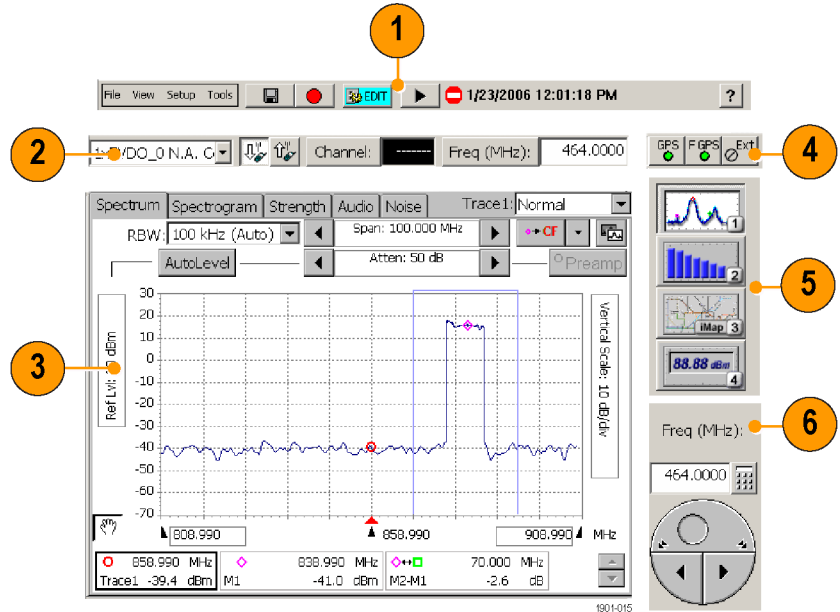 1
File View Setup Tools EDIT 1/23/2006 12:01:18 PM ?
2 DO_0 N.A. Channel: ------- Freq (MHz): 464.0000 GPS F GPS Ext 4
Spectrum Spectrogram Strength Audio Noise Trace1: Normal
RBW: 100 kHz (Auto) Span: 100.000 MHz CF
AutoLevel Atten: 50 dB Preamp
1
2
iMap 3
88.88 dBm
4
5
30
20
10
0
-10
-20
-30
-40
-50
-60
-70
3 Ref Lvl: dBm
Vertical Scale: 10 dB/div
808.990 858.990 908.990 MHz
858.990 MHz 838.990 MHz 70.000 MHz
Trace1 -39.4 dBm M1 -41.0 dBm M2-M1 -2.6 dB
Freq (MHz): 6
464.0000
1901-015